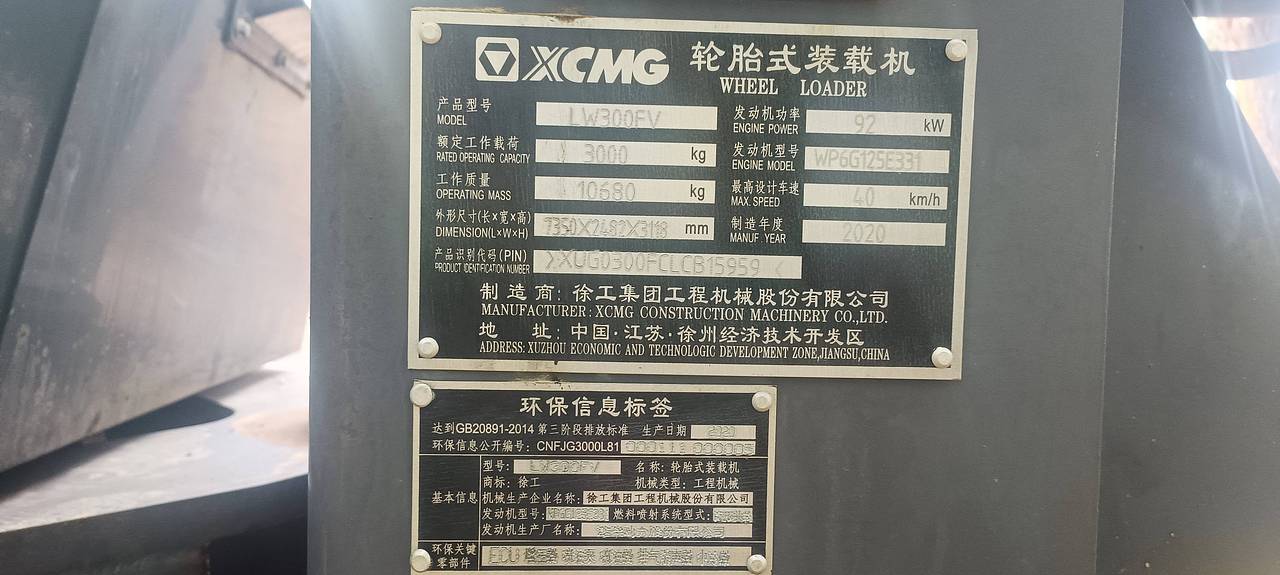 XCMG 轮胎式装载机
WHEEL LOADER
产品型号 LW300FV 发动机功率 92 kW
MODEL ENGINE POWER
额定工作载荷 3000 kg 发动机型号 WP6G125E331
RATED OPERATING CAPACITY ENGINE MODEL
工作质量 10680 kg 最高设计车速 40 km/h
OPERATING MASS MAX. SPEED
外形尺寸(长×宽×高) 7350X2482X3118 mm 制造年度 2020
DIMENSION(L×W×H) MANUF YEAR
产品识别代码(PIN) >XUG0300FCLCB15959<
PRODUCT IDENTIFICATION NUMBER
制造商: 徐工集团工程机械股份有限公司
MANUFACTURER: XCMG CONSTRUCTION MACHINERY CO.,LTD.
地 址: 中国·江苏·徐州经济技术开发区
ADDRESS: XUZHOU ECONOMIC AND TECHNOLOGIC DEVELOPMENT ZONE,JIANGSU,CHINA
环保信息标签
达到GB20891-2014 第三阶段排放标准 生产日期 2020
环保信息公开编号: CNFJG3000L81
型号: LW300FV 名称: 轮胎式装载机
商标: 徐工 机械类型: 工程机械
基本信息 机械生产企业名称: 徐工集团工程机械股份有限公司
发动机型号: 燃料喷射系统型式:
发动机生产厂名称:
环保关键 ECU
零部件